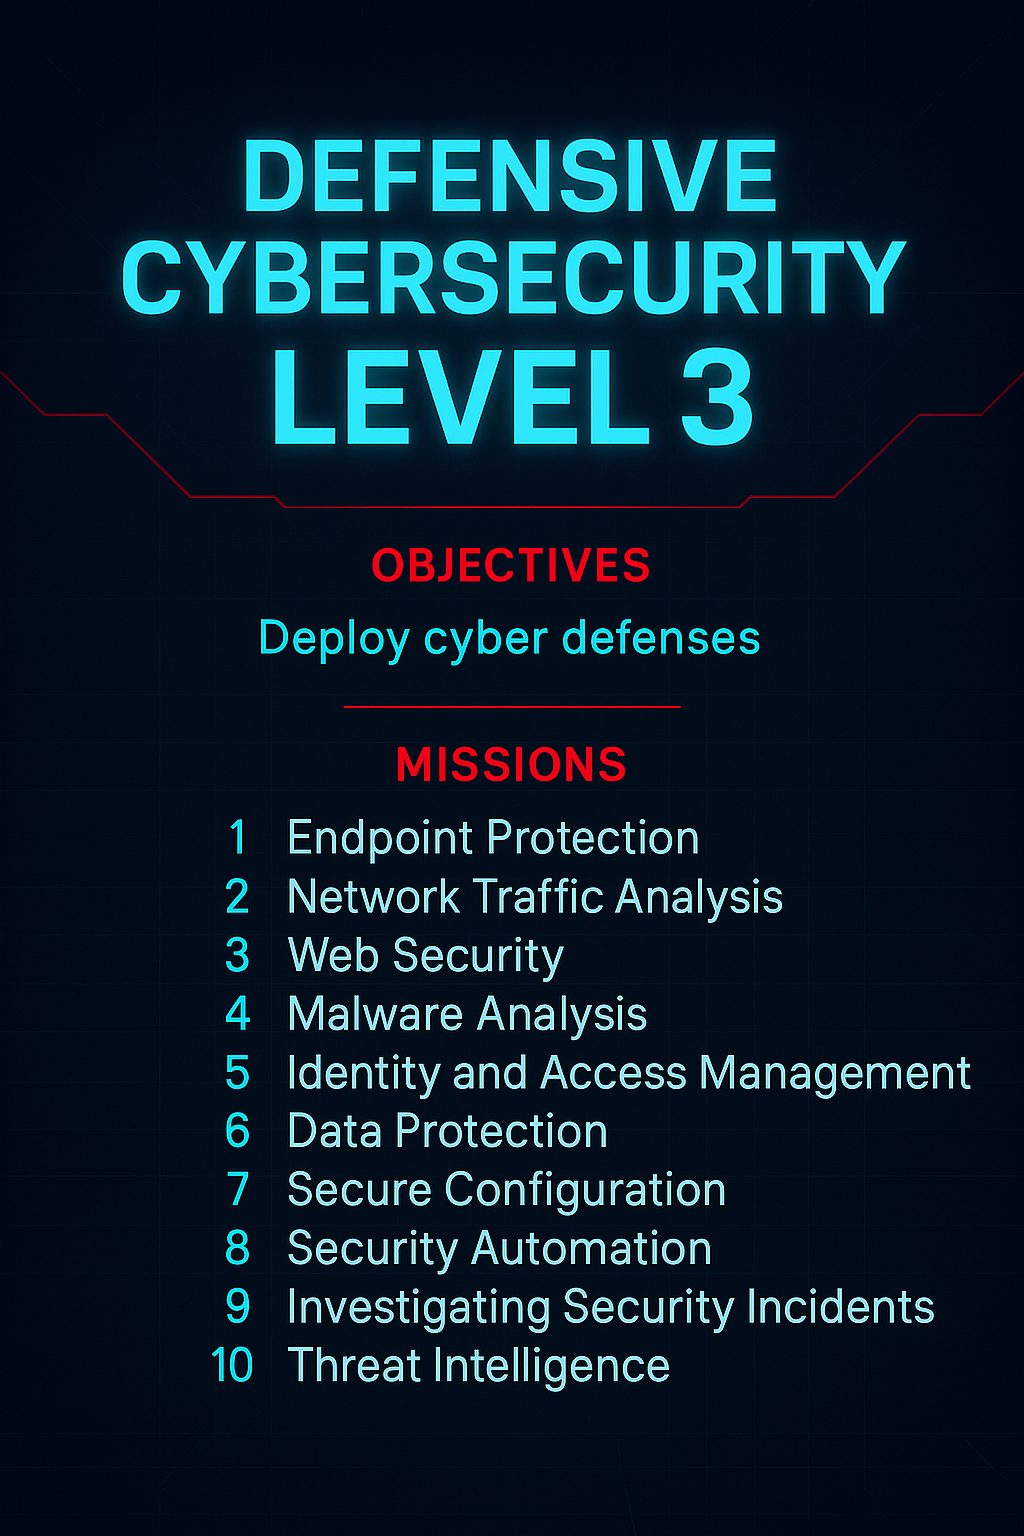 DEFENSIVE
CYBERSECURITY
LEVEL 3
OBJECTIVES
Deploy cyber defenses
MISSIONS
1 Endpoint Protection
2 Network Traffic Analysis
3 Web Security
4 Malware Analysis
5 Identity and Access Management
6 Data Protection
7 Secure Configuration
8 Security Automation
9 Investigating Security Incidents
10 Threat Intelligence